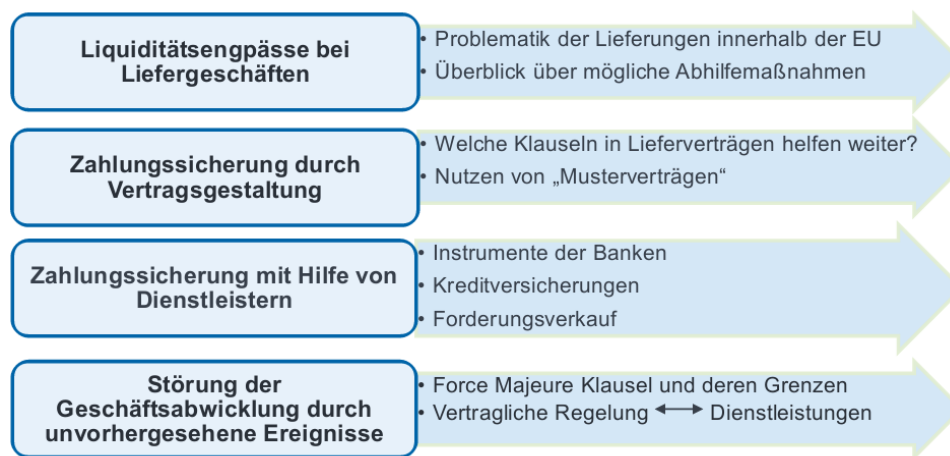 Liquiditätsengpässe bei
Liefergeschäften
• Problematik der Lieferungen innerhalb der EU
• Überblick über mögliche Abhilfemaßnahmen
Zahlungssicherung durch
Vertragsgestaltung
• Welche Klauseln in Lieferverträgen helfen weiter?
• Nutzen von „Musterverträgen“
Zahlungssicherung mit Hilfe von
Dienstleistern
• Instrumente der Banken
• Kreditversicherungen
• Forderungsverkauf
Störung der
Geschäftsabwicklung durch
unvorhergesehene Ereignisse
• Force Majeure Klausel und deren Grenzen
• Vertragliche Regelung ↔ Dienstleistungen